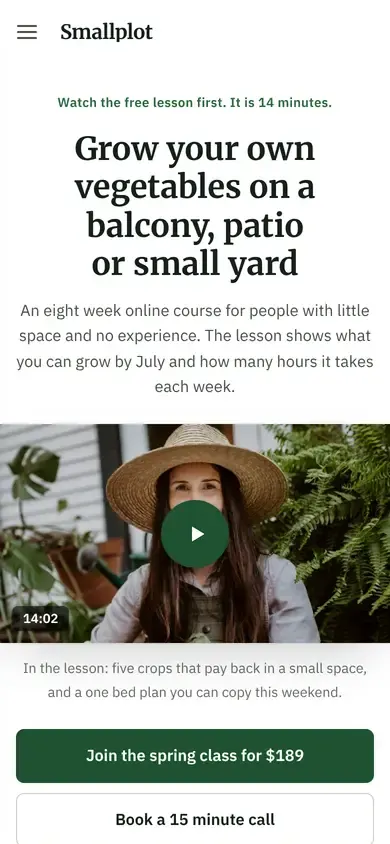 Smallplot
Watch the free lesson first. It is 14 minutes.
Grow your own
vegetables on a
balcony, patio
or small yard
An eight week online course for people with little
space and no experience. The lesson shows what
you can grow by July and how many hours it takes
each week.
14:02
In the lesson: five crops that pay back in a small space,
and a one bed plan you can copy this weekend.
Join the spring class for $189
Book a 15 minute call